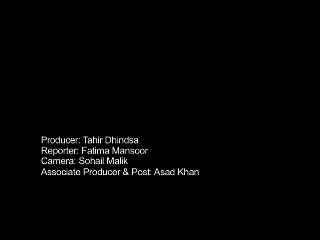 Producer: Tahir Dhindsa
Reporter: Fatima Mansoor
Camera: Sohail Malik
Associate Producer & Post: Asad Khan